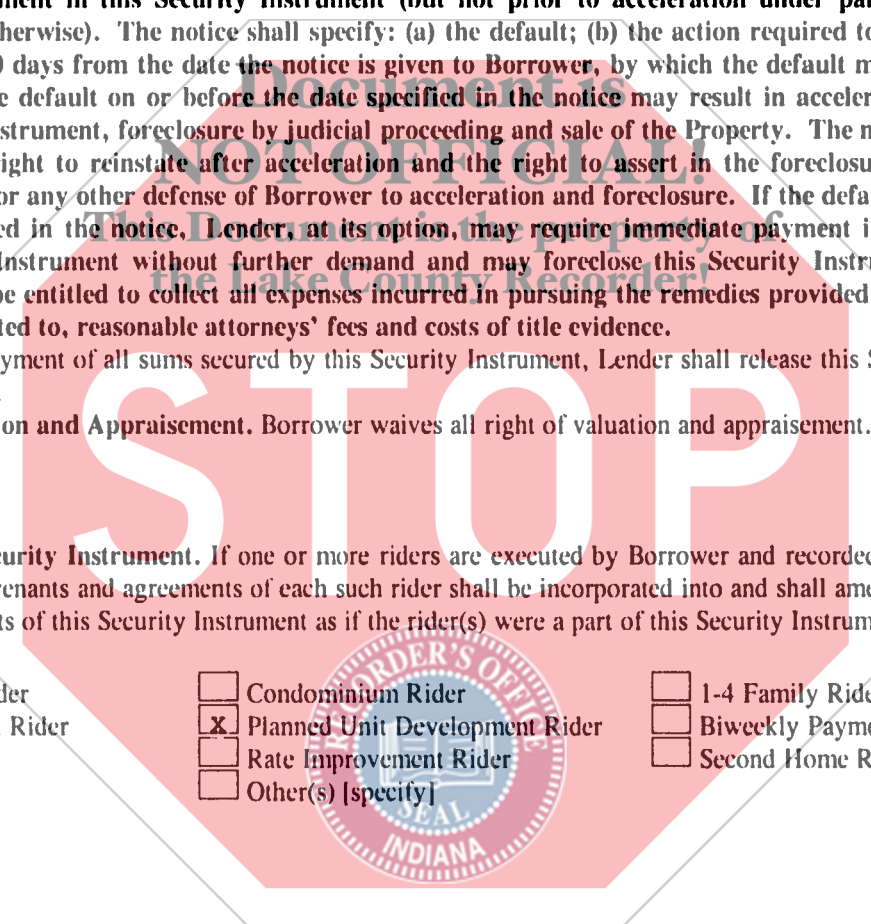 ment in this Security Instrument (but not prior to acceleration under par
herwise). The notice shall specify: (a) the default; (b) the action required to
0 days from the date the notice is given to Borrower, by which the default m
e default on or before the date specified in the notice may result in acceler
strument, foreclosure by judicial proceeding and sale of the Property. The n
ight to reinstate after acceleration and the right to assert in the foreclosu
or any other defense of Borrower to acceleration and foreclosure. If the defa
ed in the notice, Lender, at its option, may require immediate payment i
Instrument without further demand and may foreclose this Security Instr
be entitled to collect all expenses incurred in pursuing the remedies provided
ted to, reasonable attorneys' fees and costs of title evidence.
yment of all sums secured by this Security Instrument, Lender shall release this S
on and Appraisement. Borrower waives all right of valuation and appraisement.
curity Instrument. If one or more riders are executed by Borrower and recorded
enants and agreements of each such rider shall be incorporated into and shall ame
ts of this Security Instrument as if the rider(s) were a part of this Security Instrum
der Condominium Rider 1-4 Family Ride
Rider X Planned Unit Development Rider Biweekly Payme
Rate Improvement Rider Second Home R
Other(s) [specify]
Document is
NOT OFFICIAL!
This Document is the property of
the Lake County Recorder!
STOP
RECORDER'S OFFICE
SEAL
INDIANA